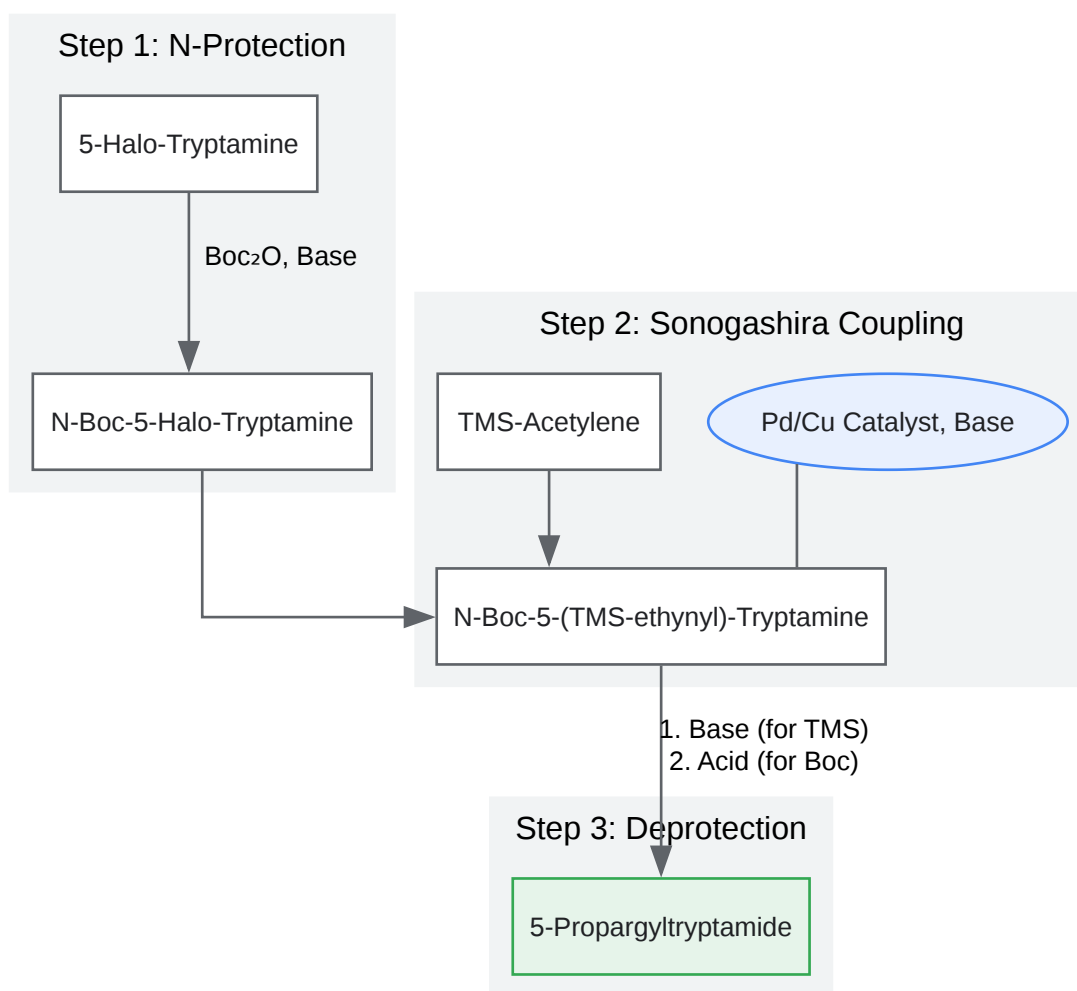 Step 1: N-Protection
5-Halo-Tryptamine
Boc₂O, Base
N-Boc-5-Halo-Tryptamine
Step 2: Sonogashira Coupling
TMS-Acetylene
Pd/Cu Catalyst, Base
N-Boc-5-(TMS-ethynyl)-Tryptamine
1. Base (for TMS)
2. Acid (for Boc)
Step 3: Deprotection
5-Propargyltryptamide